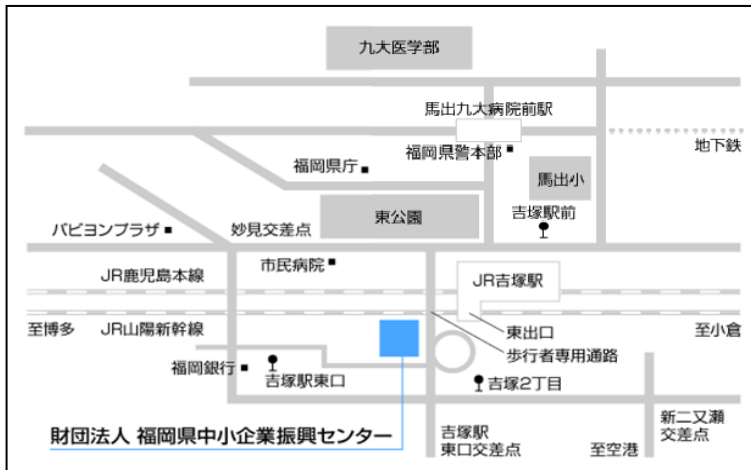 九大医学部
馬出九大病院前駅
地下鉄
福岡県警本部
福岡県庁
馬出小
東公園
吉塚駅前
パピヨンプラザ
妙見交差点
市民病院
JR鹿児島本線
JR吉塚駅
至博多
JR山陽新幹線
東出口
至小倉
歩行者専用通路
福岡銀行
吉塚駅東口
吉塚2丁目
財団法人 福岡県中小企業振興センター
吉塚駅
東口交差点
至空港
新二又瀬
交差点